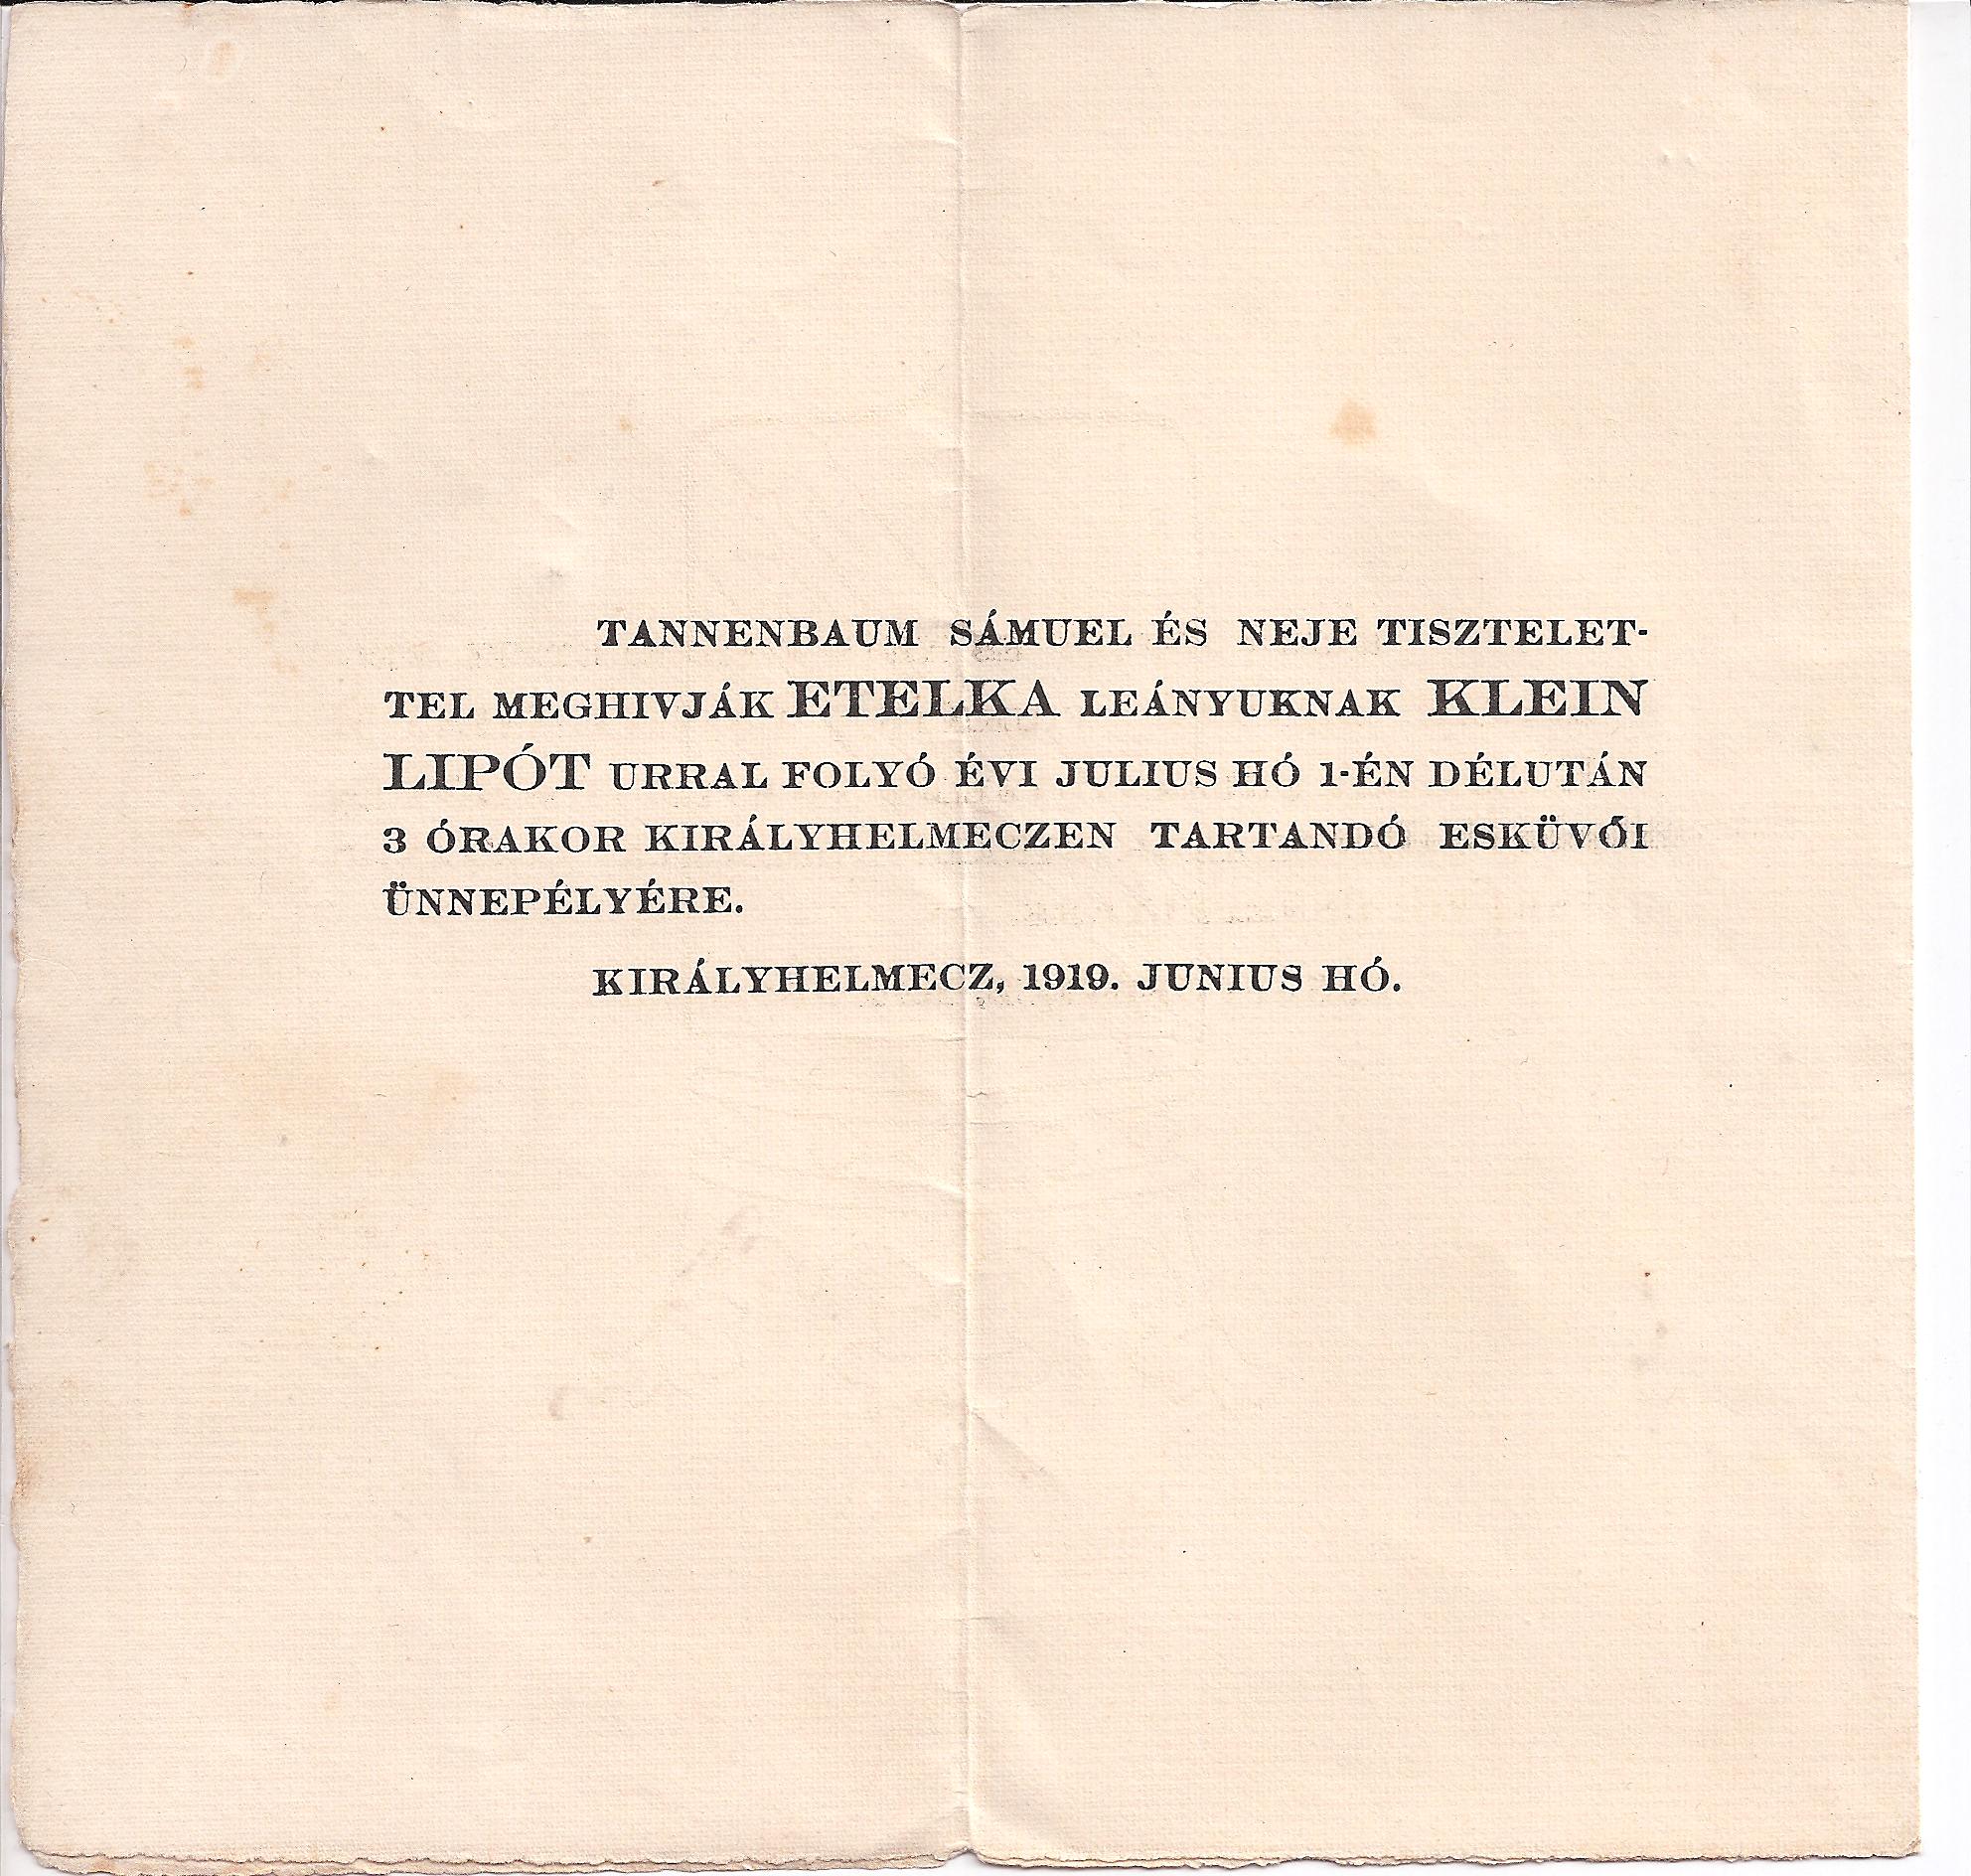 TANNENBAUM SÁMUEL ÉS NEJE TISZTELET-
TEL MEGHIVJÁK ETELKA LEÁNYUKNAK KLEIN
LIPÓT URRAL FOLYÓ ÉVI JULIUS HÓ 1-ÉN DÉLUTÁN
3 ÓRAKOR KIRÁLYHELMECZEN TARTANDÓ ESKÜVŐI
ÜNNEPÉLYÉRE.
KIRÁLYHELMECZ, 1919. JUNIUS HÓ.